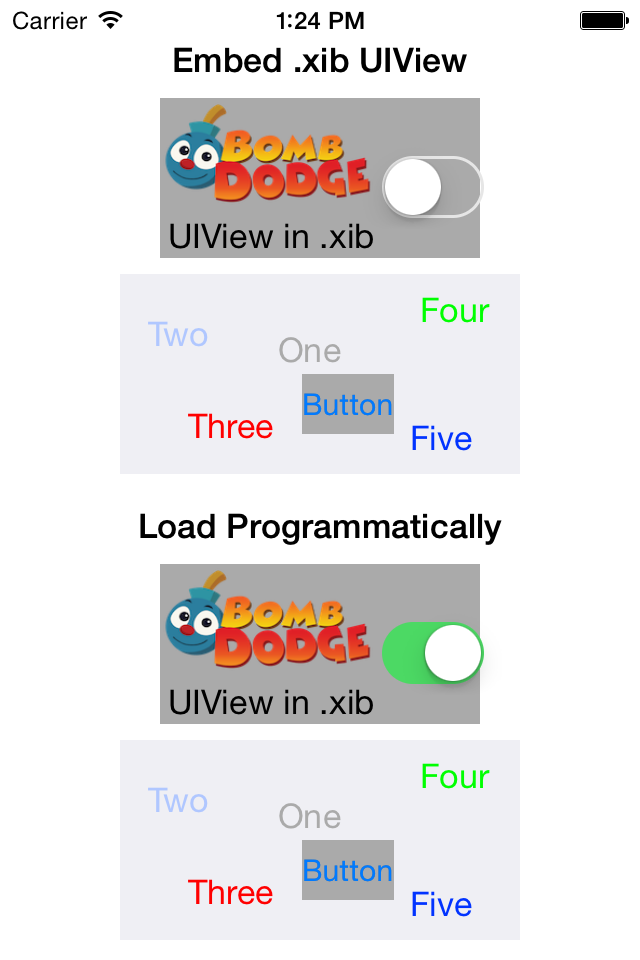 Carrier 1:24 PM
Embed .xib UIView
BOMB
DODGE
UIView in .xib
Four
Two
One
Button
Three
Five
Load Programmatically
BOMB
DODGE
UIView in .xib
Four
Two
One
Button
Three
Five